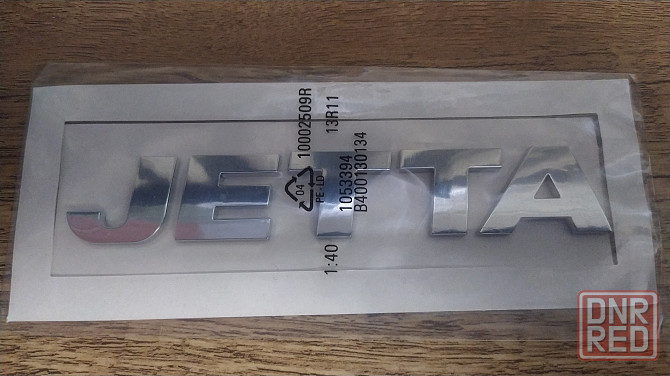 JETTA
10002509R
13R11
04
PE-LD
1053394
B400130134
1:40
DNR
RED